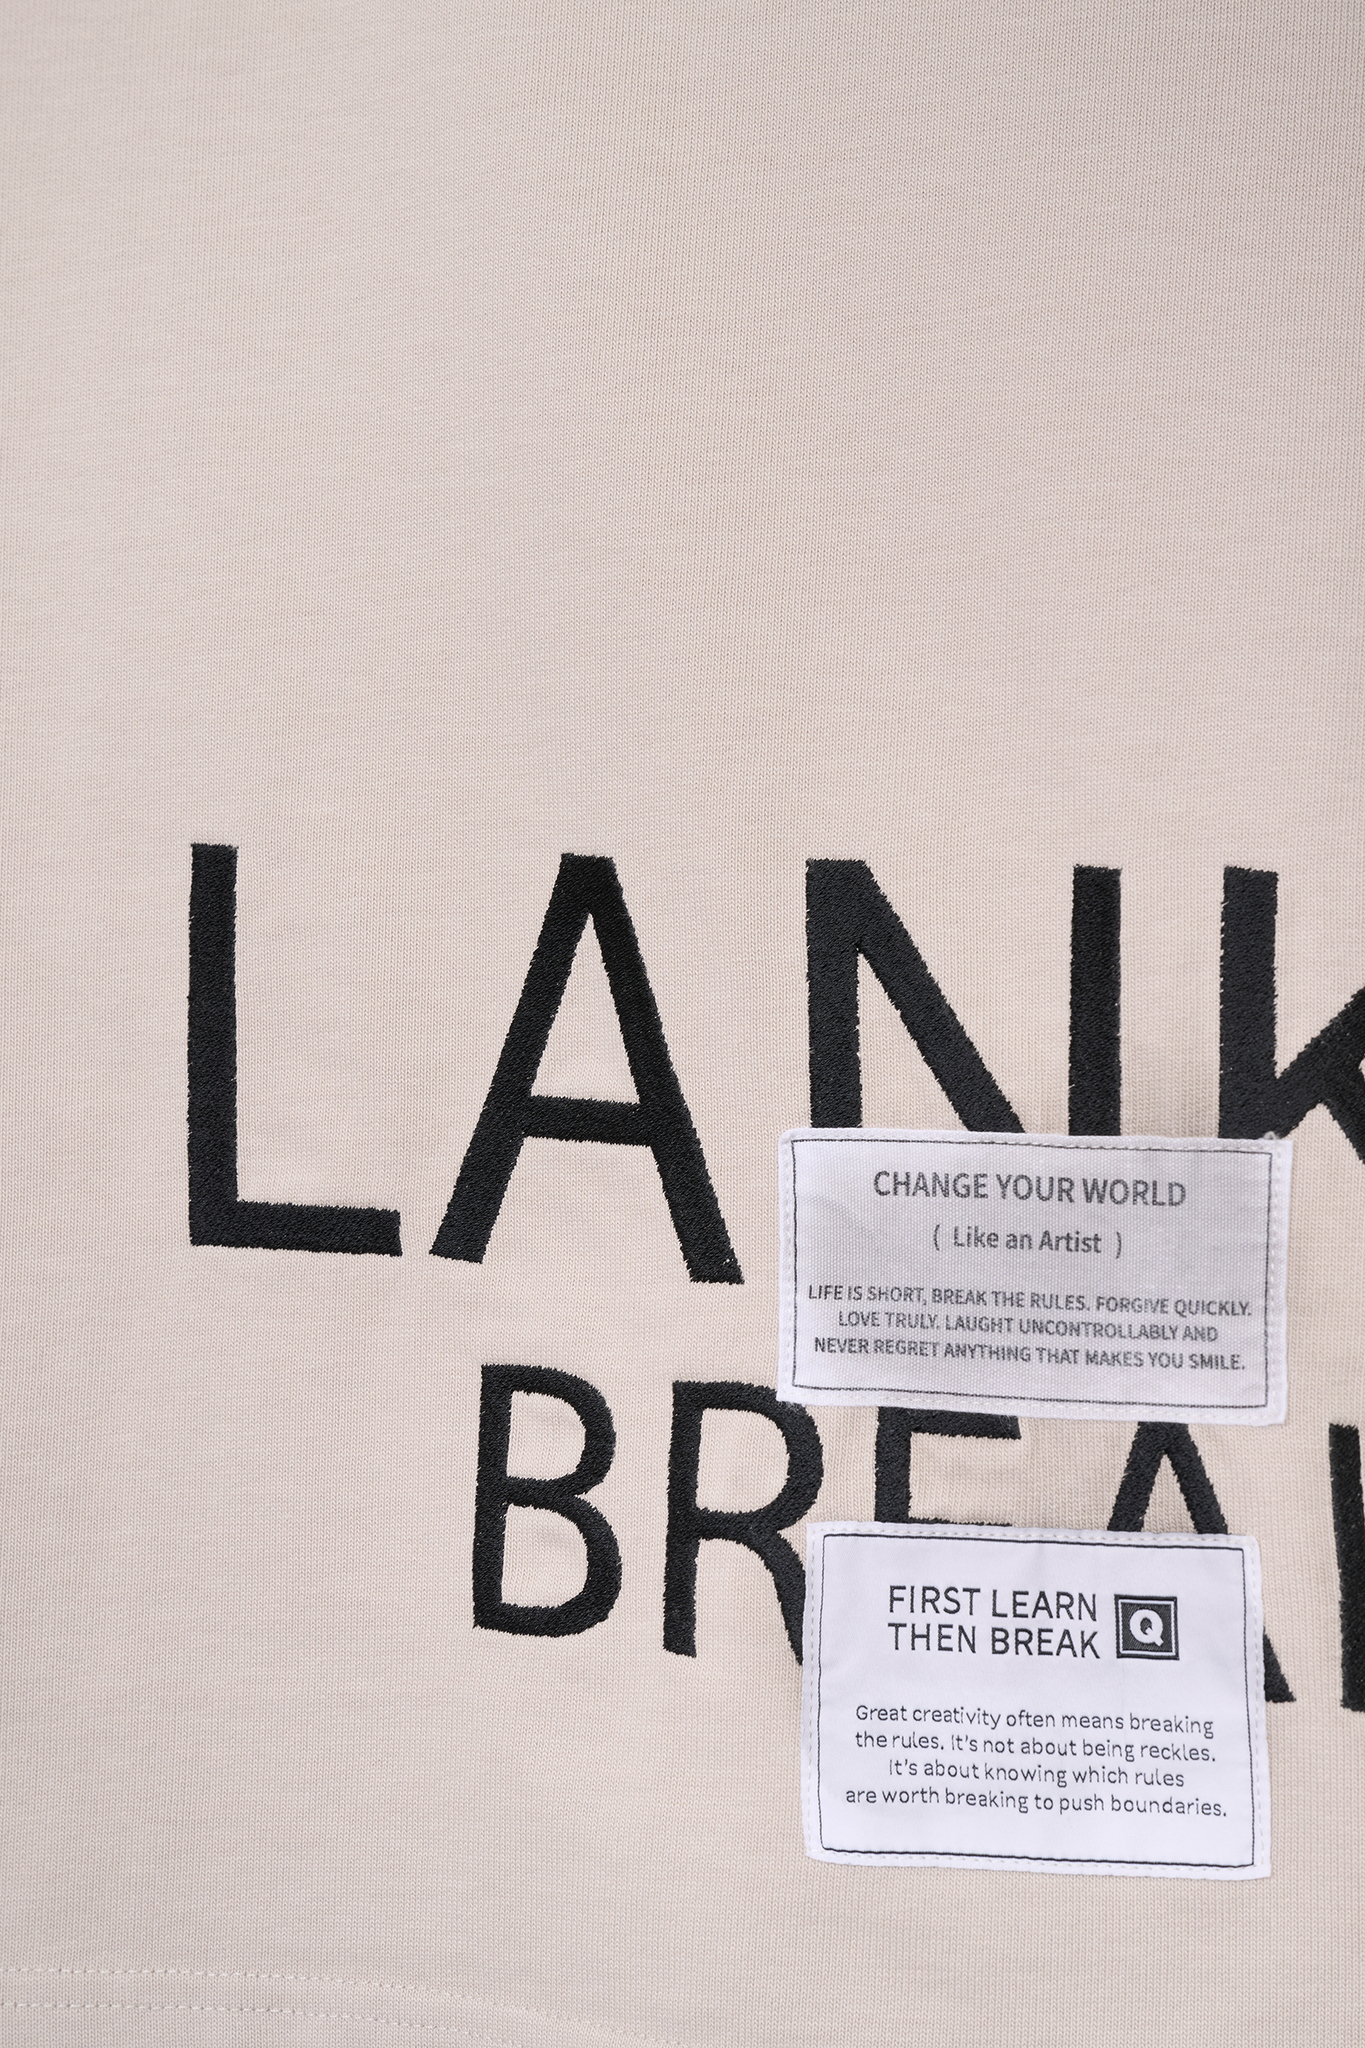 LANK
CHANGE YOUR WORLD
( Like an Artist )
LIFE IS SHORT, BREAK THE RULES. FORGIVE QUICKLY.
LOVE TRULY. LAUGHT UNCONTROLLABLY AND
NEVER REGRET ANYTHING THAT MAKES YOU SMILE.
BREA
FIRST LEARN
THEN BREAK Q
Great creativity often means breaking
the rules. It's not about being reckles.
It's about knowing which rules
are worth breaking to push boundaries.